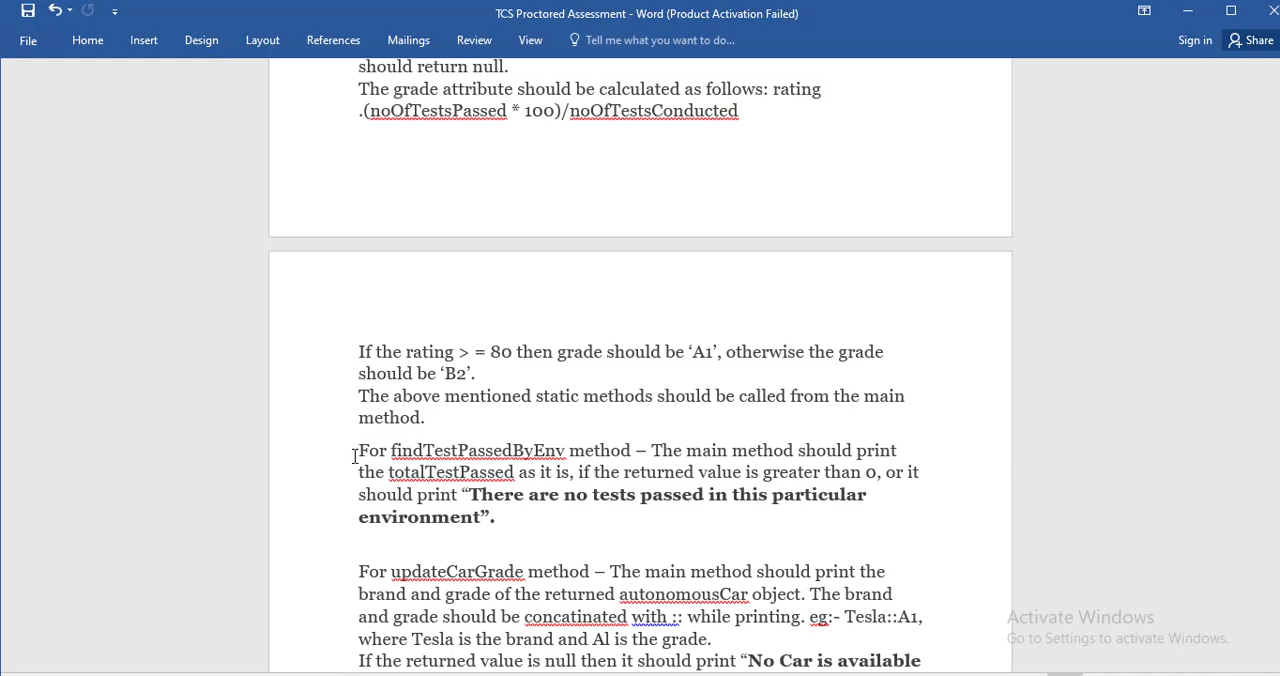 TCS Proctored Assessment - Word (Product Activation Failed)
File Home Insert Design Layout References Mailings Review View Tell me what you want to do... Sign in Share
should return null.
The grade attribute should be calculated as follows: rating
.(noOfTestsPassed * 100)/noOfTestsConducted
If the rating > = 80 then grade should be ‘A1’, otherwise the grade
should be ‘B2’.
The above mentioned static methods should be called from the main
method.
For findTestPassedByEnv method – The main method should print
the totalTestPassed as it is, if the returned value is greater than 0, or it
should print “There are no tests passed in this particular
environment”.
For updateCarGrade method – The main method should print the
brand and grade of the returned autonomousCar object. The brand
and grade should be concatinated with :: while printing. eg:- Tesla::A1,
where Tesla is the brand and Al is the grade.
If the returned value is null then it should print “No Car is available
Activate Windows
Go to Settings to activate Windows.